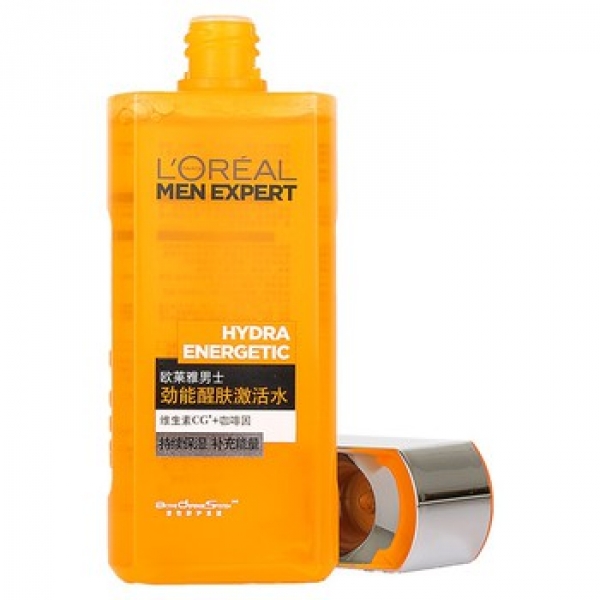 L'ORÉAL
PARIS
MEN EXPERT
HYDRA
ENERGETIC
欧莱雅男士
劲能醒肤激活水
维生素CG*+咖啡因
持续保湿 补充能量